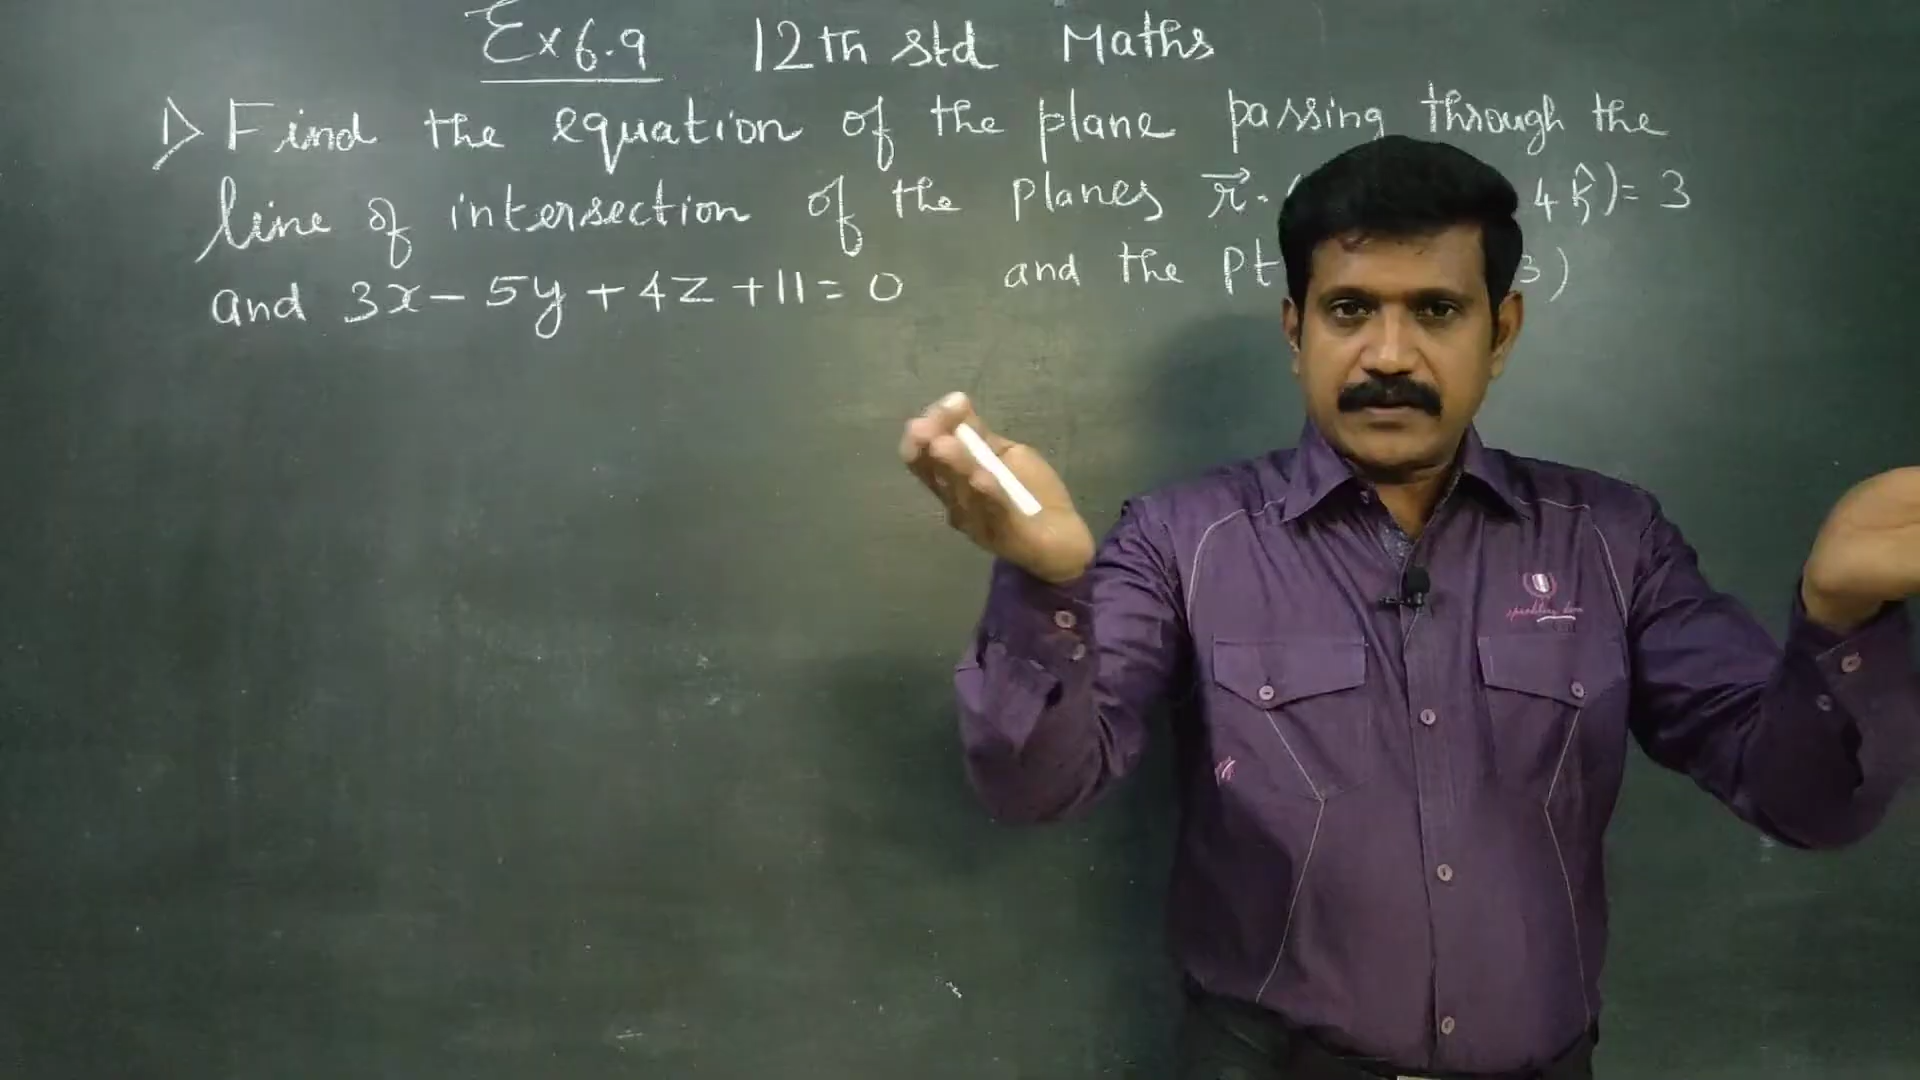 Ex 6.9 12th std Maths
1) Find the equation of the plane passing through the
line of intersection of the planes r⃗·( 4k̂)= 3
and 3x - 5y + 4z + 11 = 0 and the pt 3)